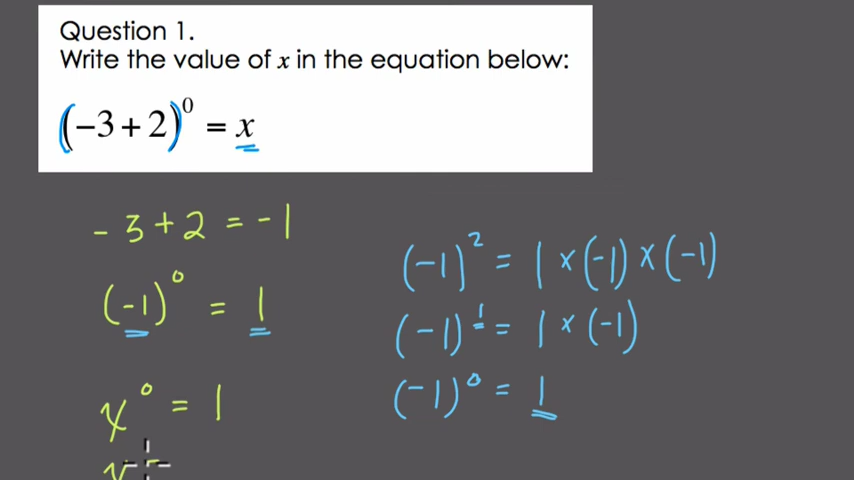 Question 1.
Write the value of x in the equation below:
(−3 + 2)⁰ = x
-3+2 = -1
(-1)⁰ = 1
x⁰ = 1
(-1)² = 1 × (-1) × (-1)
(-1)¹ = 1 × (-1)
(-1)⁰ = 1